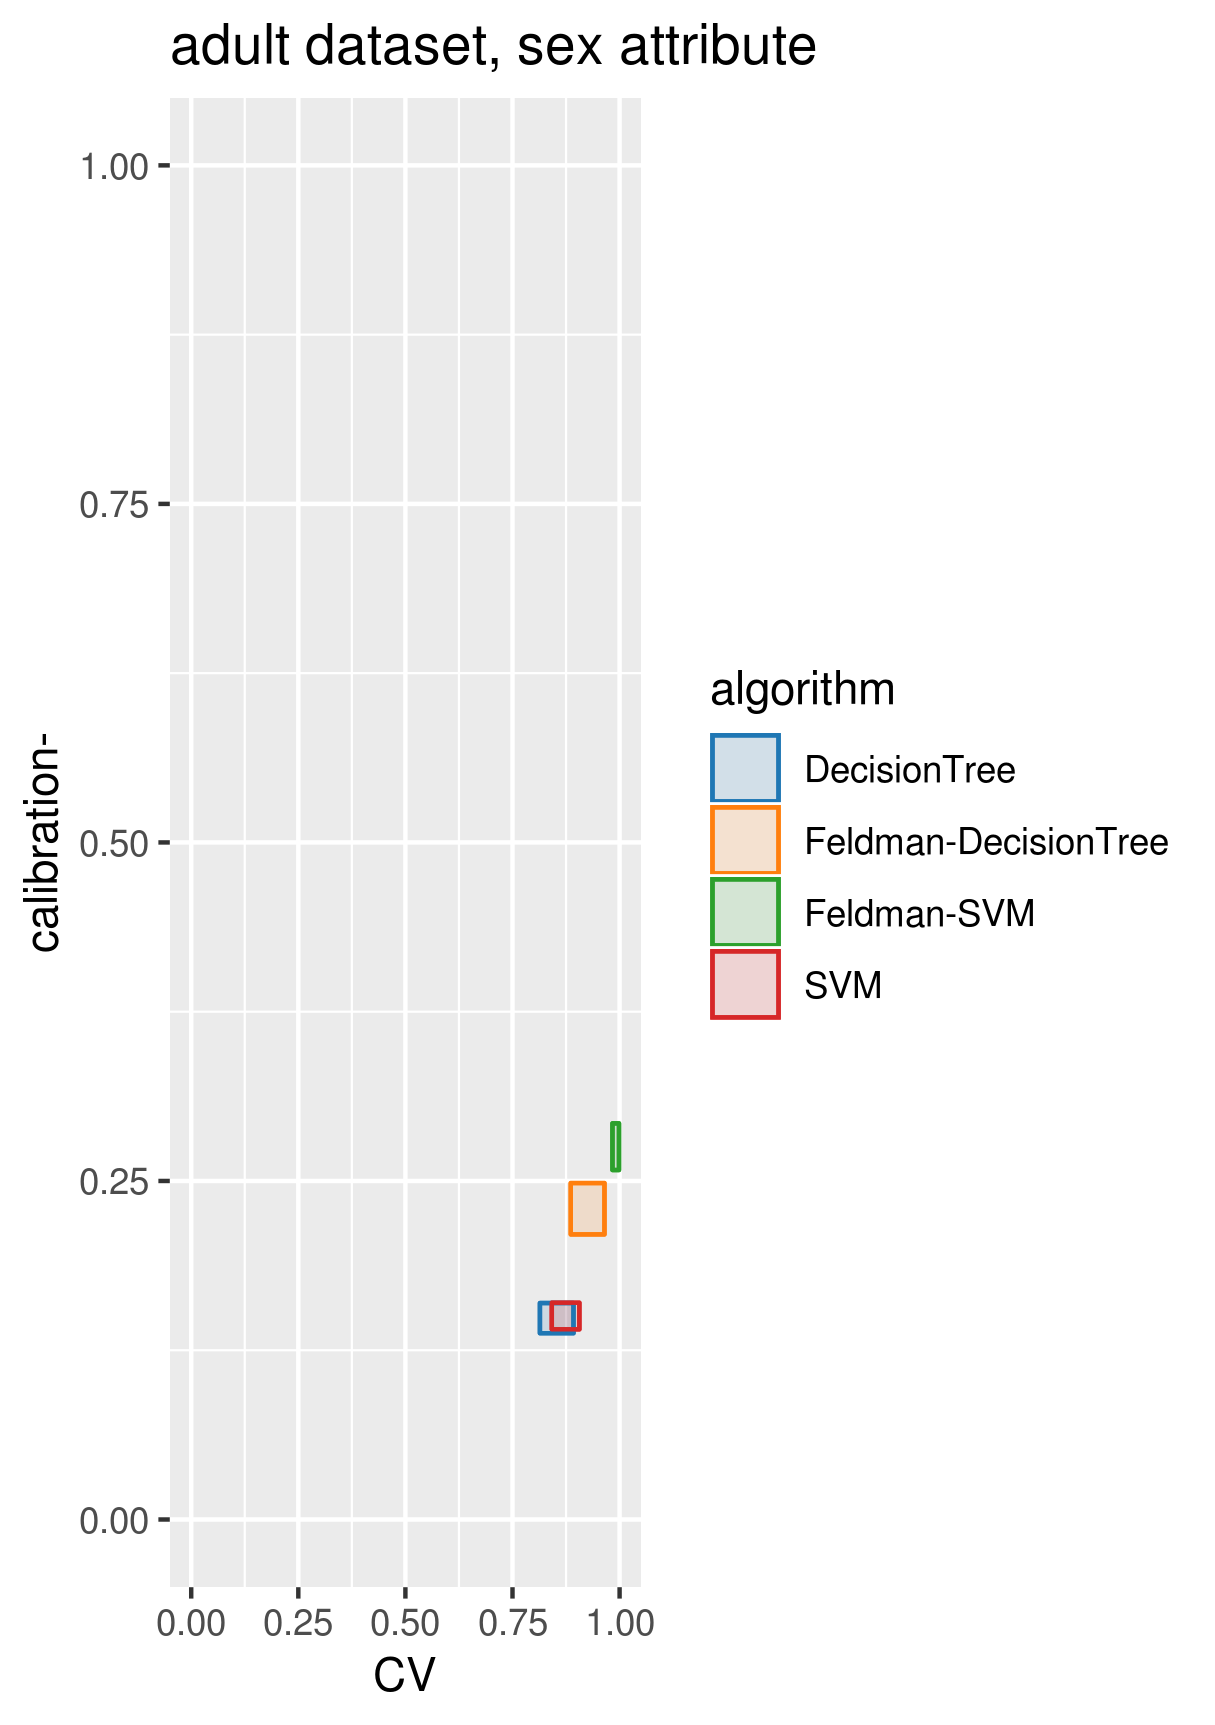 adult dataset, sex attribute
calibration-
1.00
0.75
0.50
0.25
0.00
0.00 0.25 0.50 0.75 1.00
CV
algorithm
DecisionTree
Feldman-DecisionTree
Feldman-SVM
SVM